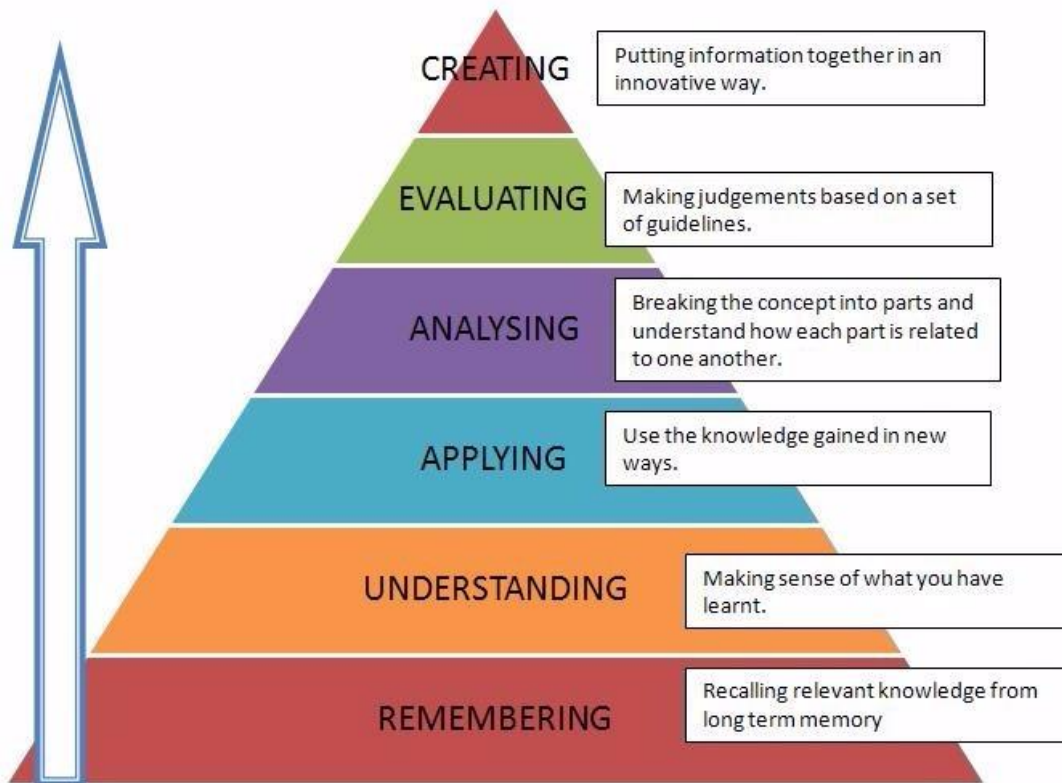 CREATING
Putting information together in an
innovative way.
EVALUATING
Making judgements based on a set
of guidelines.
ANALYSING
Breaking the concept into parts and
understand how each part is related
to one another.
APPLYING
Use the knowledge gained in new
ways.
UNDERSTANDING
Making sense of what you have
learnt.
REMEMBERING
Recalling relevant knowledge from
long term memory